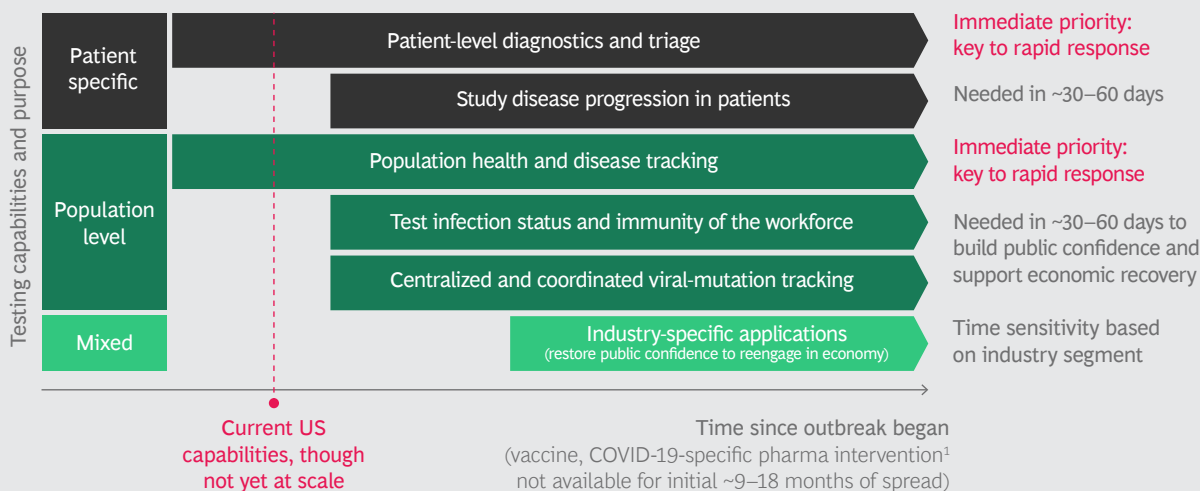 Testing capabilities and purpose
Patient
specific
Patient-level diagnostics and triage
Immediate priority:
key to rapid response
Study disease progression in patients
Needed in ~30–60 days
Population
level
Population health and disease tracking
Immediate priority:
key to rapid response
Test infection status and immunity of the workforce
Needed in ~30–60 days to
build public confidence and
support economic recovery
Centralized and coordinated viral-mutation tracking
Mixed
Industry-specific applications
(restore public confidence to reengage in economy)
Time sensitivity based
on industry segment
Current US
capabilities, though
not yet at scale
Time since outbreak began
(vaccine, COVID-19-specific pharma intervention¹
not available for initial ~9–18 months of spread)